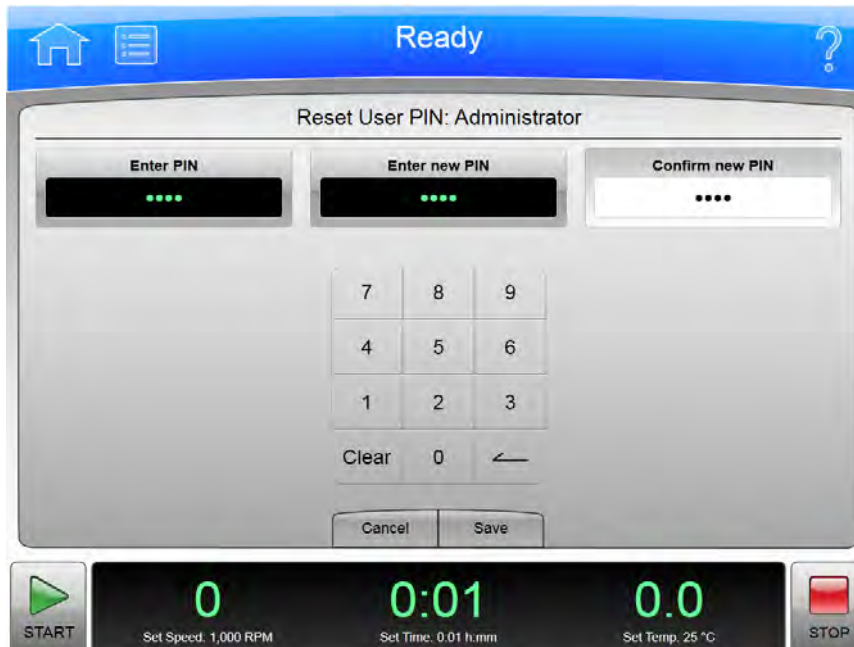 Ready
Reset User PIN: Administrator
Enter PIN
Enter new PIN
Confirm new PIN
••••
••••
••••
7 8 9
4 5 6
1 2 3
Clear 0
Cancel Save
0 0:01 0.0
START Set Speed: 1,000 RPM Set Time: 0:01 h:mm Set Temp. 25 °C STOP